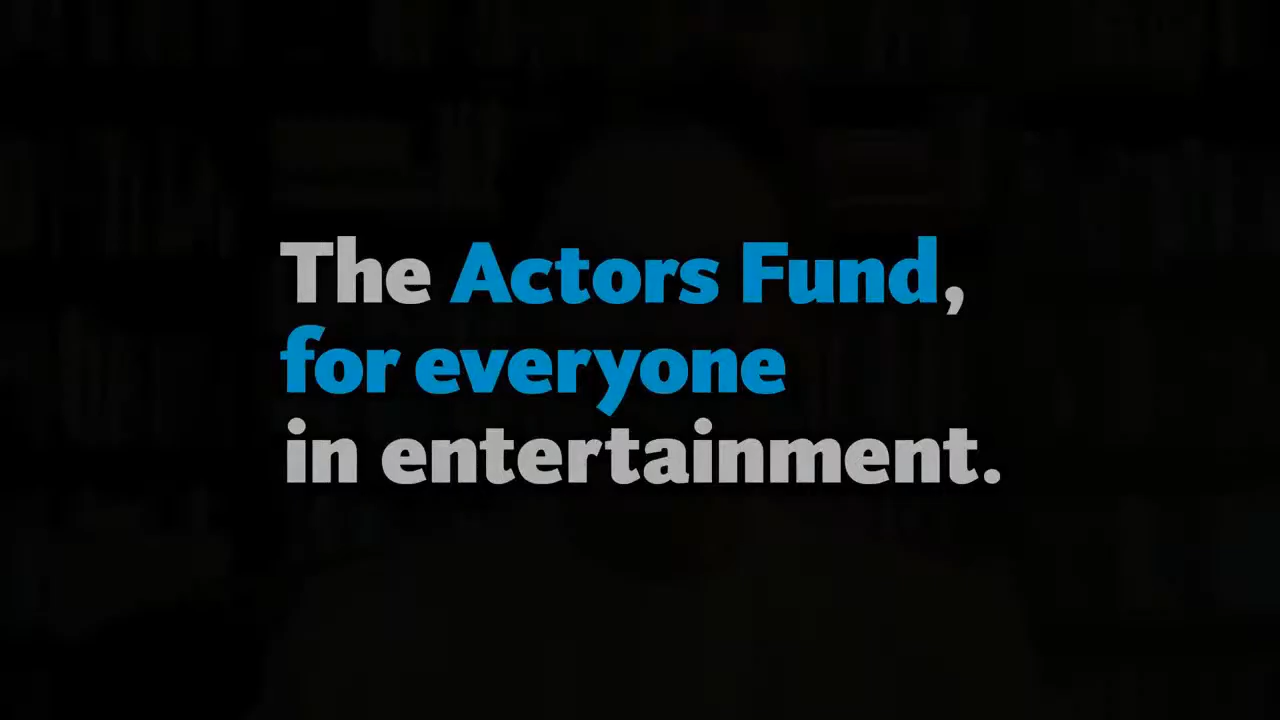 The Actors Fund,
for everyone
in entertainment.